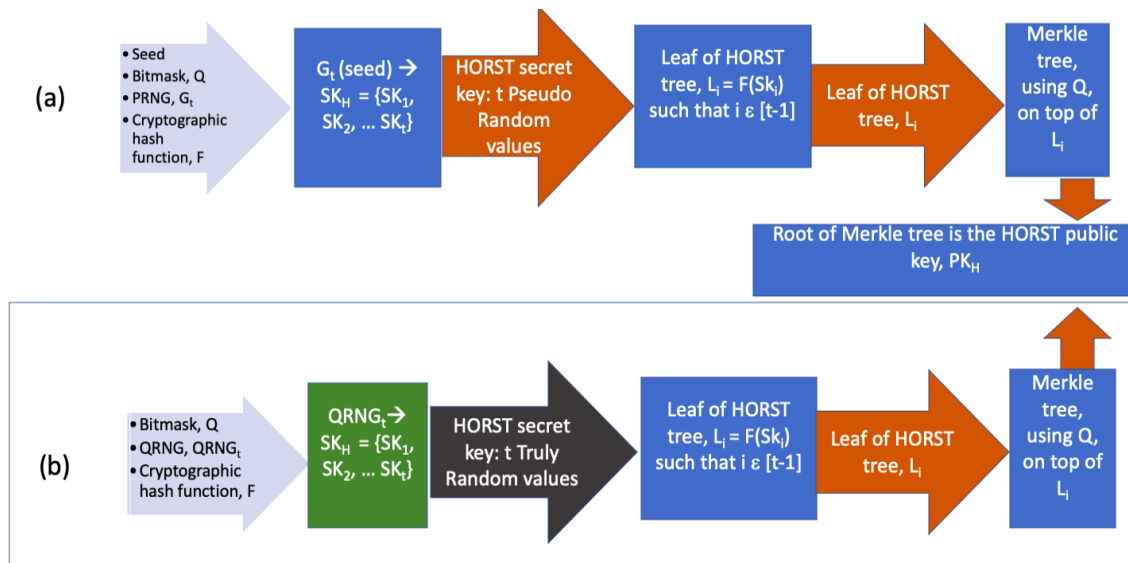 (a)
• Seed
• Bitmask, Q
• PRNG, Gₜ
• Cryptographic
hash
function, F
Gₜ (seed) →
SK_H = {SK₁,
SK₂, ... SKₜ}
HORST secret
key: t Pseudo
Random
values
Leaf of HORST
tree, Lᵢ = F(Skᵢ)
such that i ε [t-1]
Leaf of HORST
tree, Lᵢ
Merkle
tree,
using Q,
on top of
Lᵢ
Root of Merkle tree is the HORST public
key, PK_H
(b)
• Bitmask, Q
• QRNG, QRNGₜ
• Cryptographic
hash function, F
QRNGₜ→
SK_H = {SK₁,
SK₂, ... SKₜ}
HORST secret
key: t Truly
Random values
Leaf of HORST
tree, Lᵢ = F(Skᵢ)
such that i ε [t-1]
Leaf of HORST
tree, Lᵢ
Merkle
tree,
using Q,
on top of
Lᵢ